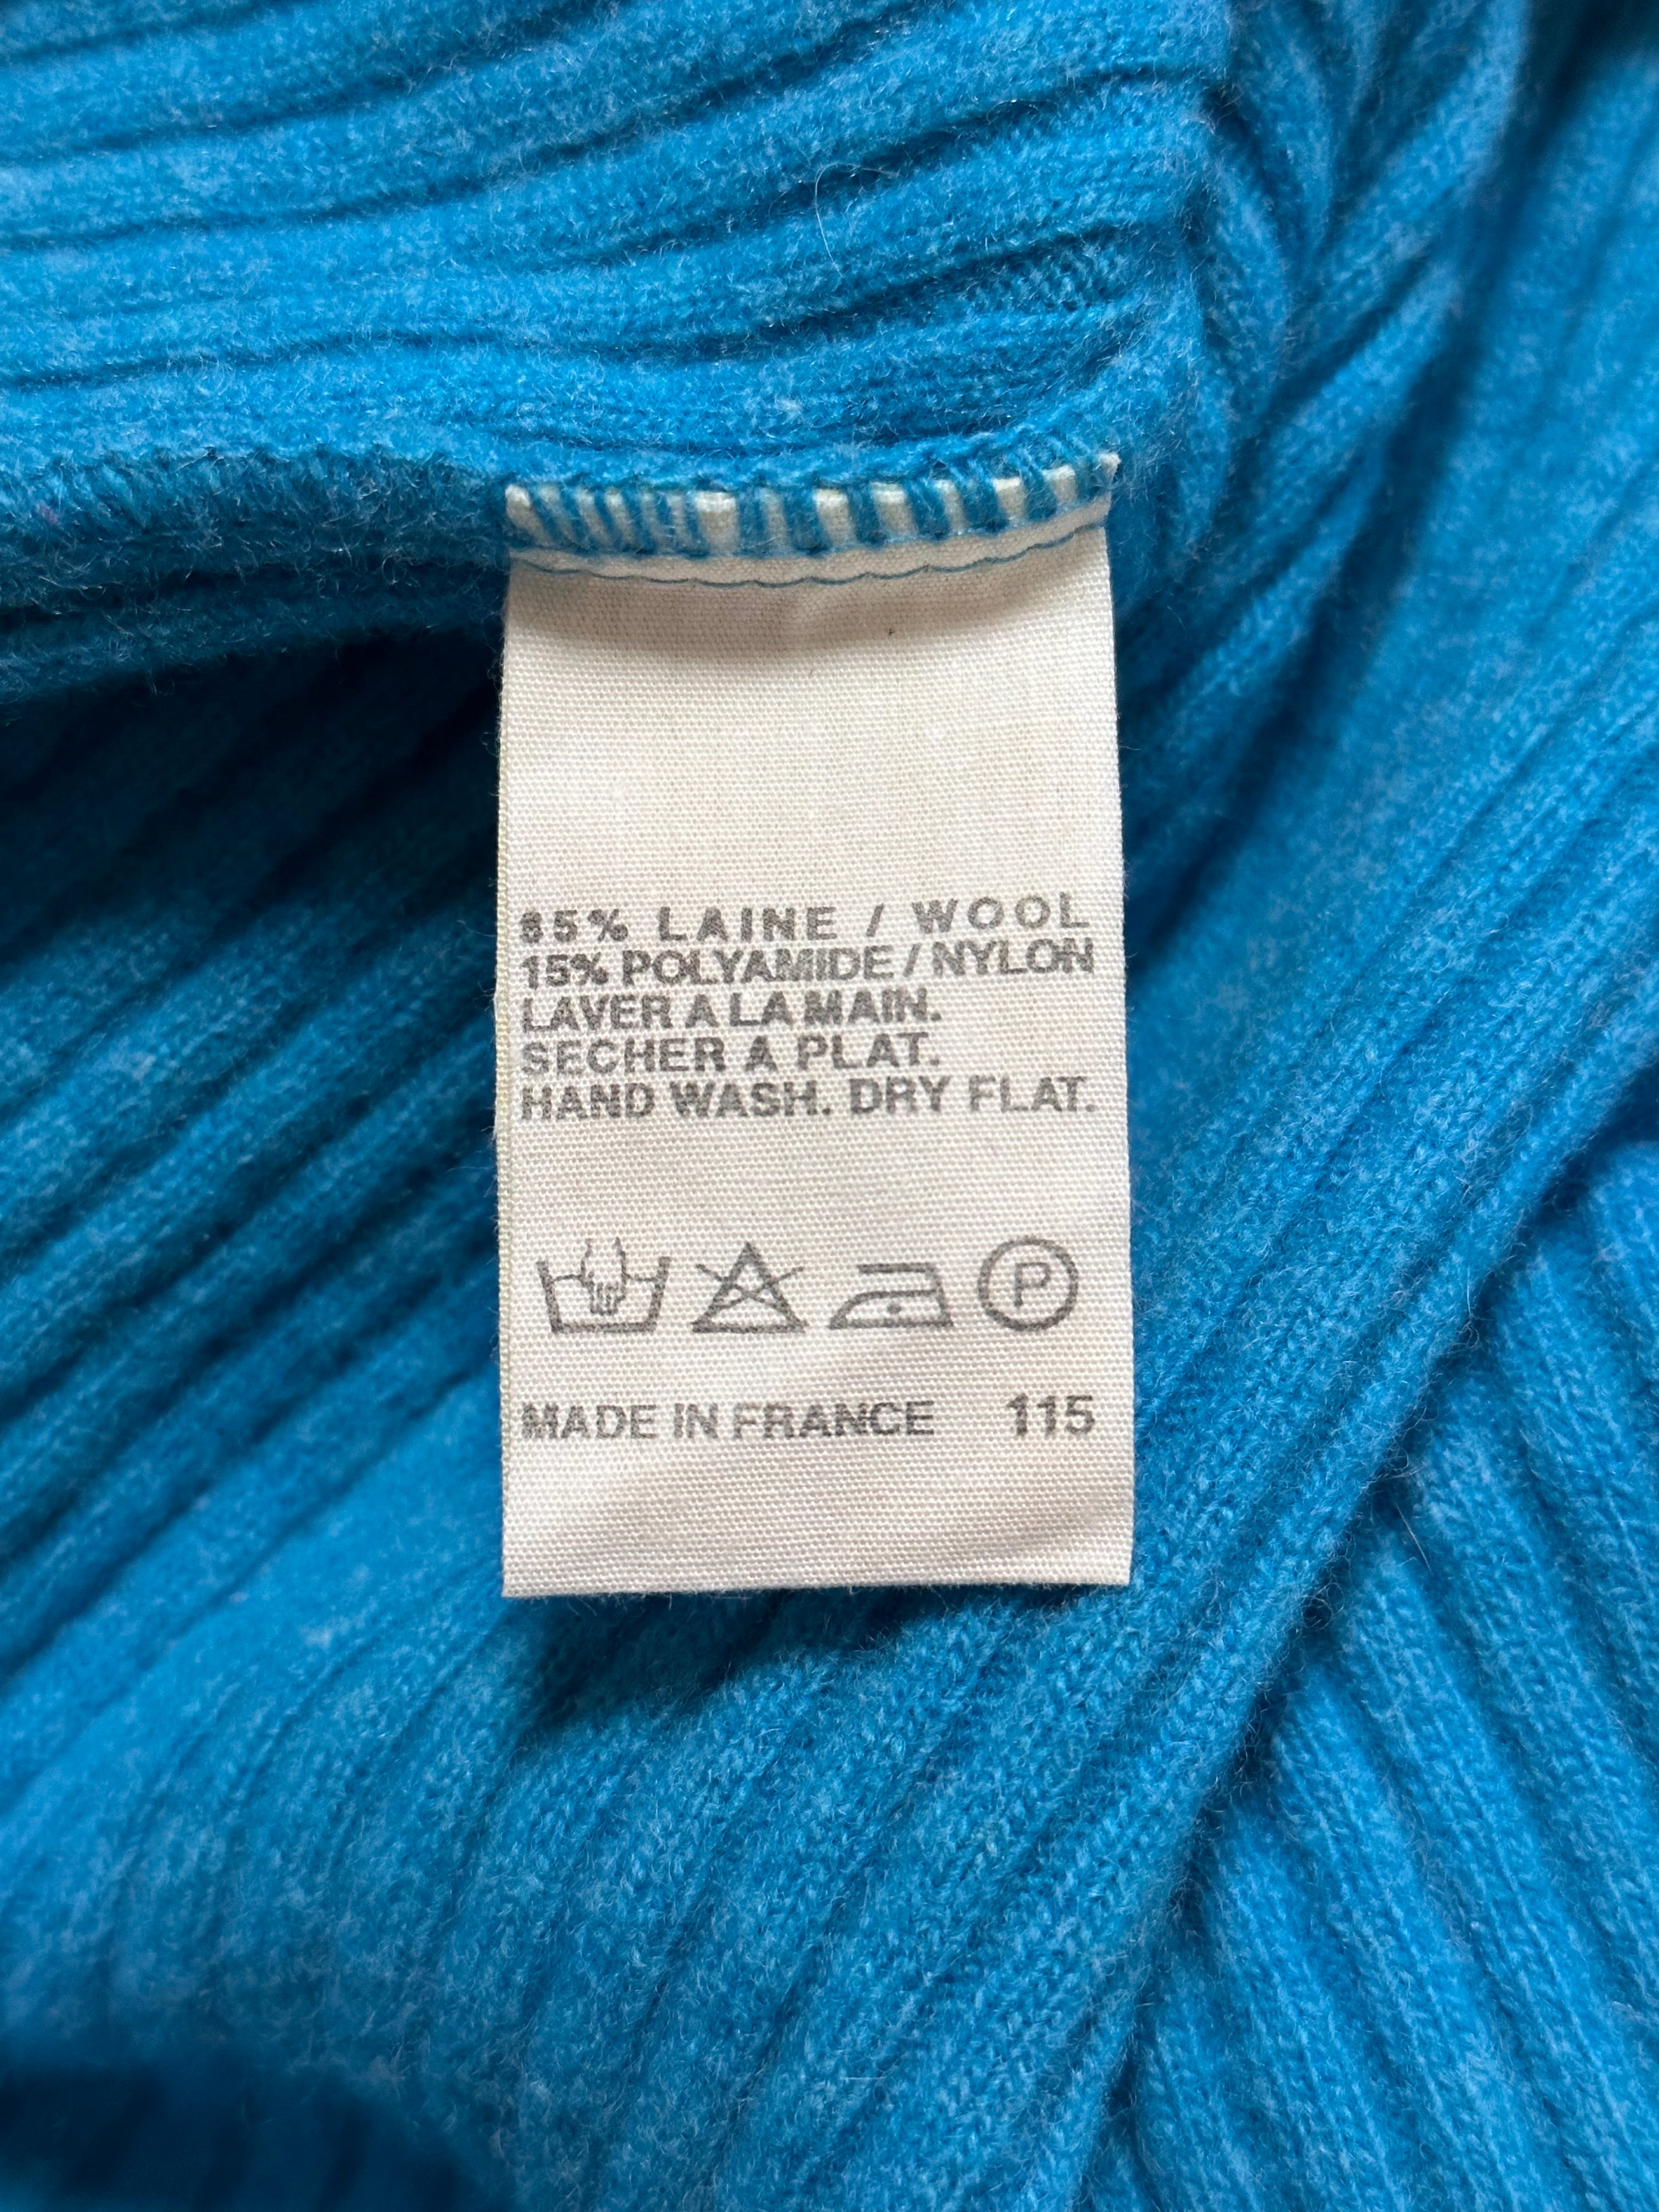 85% LAINE / WOOL
15% POLYAMIDE / NYLON
LAVER A LA MAIN.
SECHER A PLAT.
HAND WASH. DRY FLAT.
P
MADE IN FRANCE 115